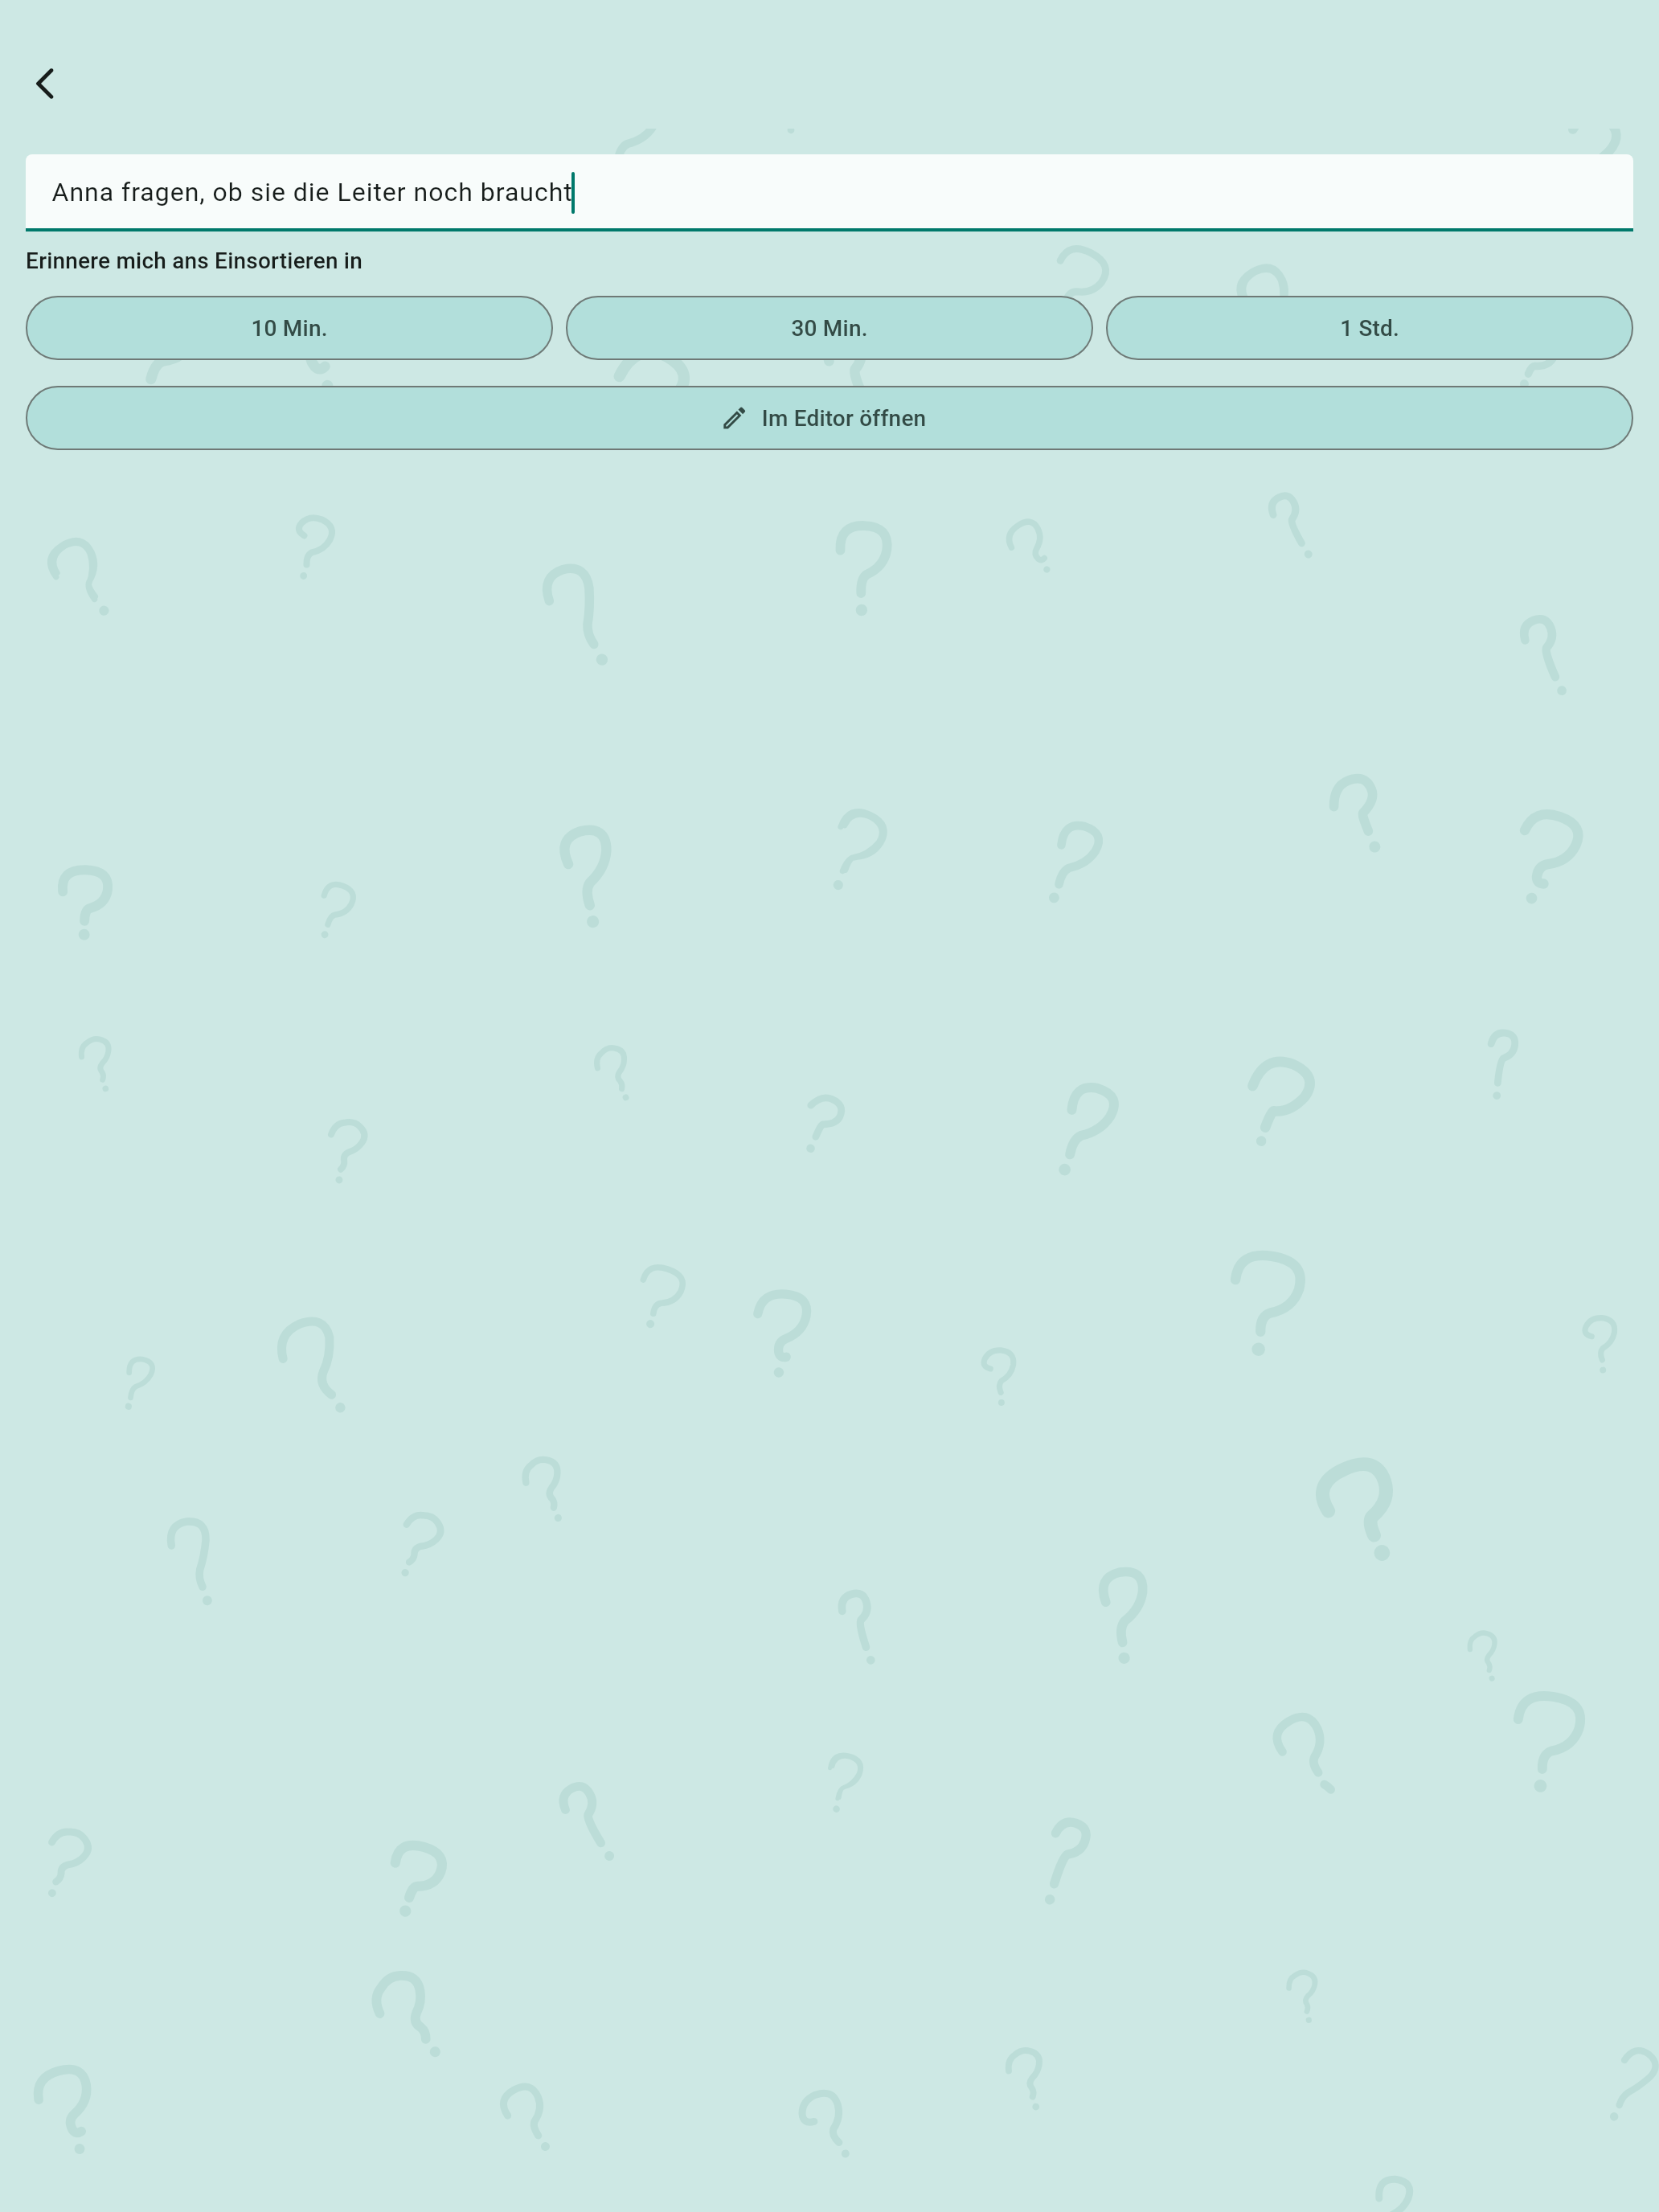 Anna fragen, ob sie die Leiter noch braucht
Erinnere mich ans Einsortieren in
10 Min.
30 Min.
1 Std.
Im Editor öffnen